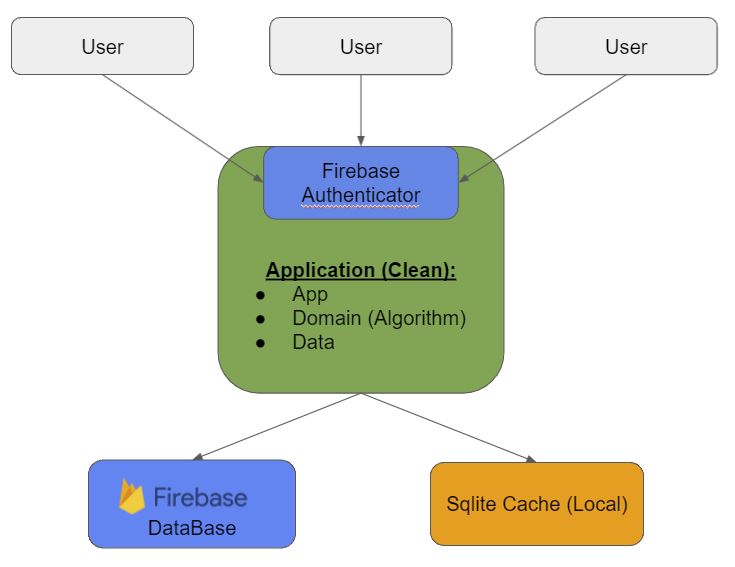 User
User
User
Firebase
Authenticator
Application (Clean):
● App
● Domain (Algorithm)
● Data
Firebase
DataBase
Sqlite Cache (Local)